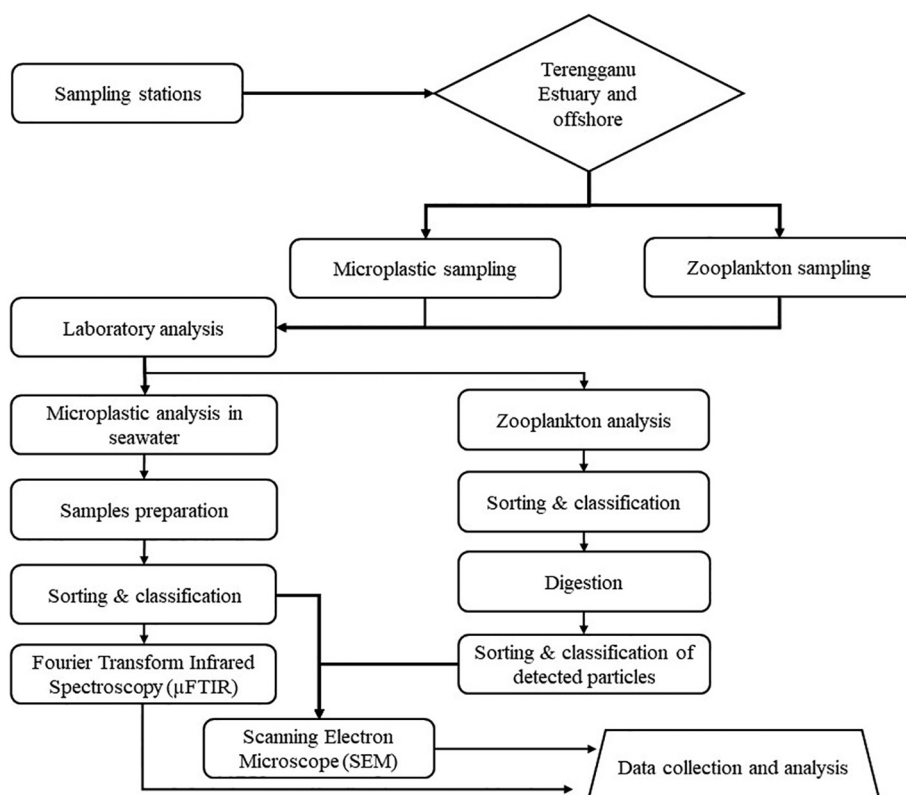 Sampling stations
Terengganu
Estuary and
offshore
Microplastic sampling
Zooplankton sampling
Laboratory analysis
Microplastic analysis in
seawater
Zooplankton analysis
Samples preparation
Sorting & classification
Sorting & classification
Digestion
Fourier Transform Infrared
Spectroscopy (µFTIR)
Sorting & classification of
detected particles
Scanning Electron
Microscope (SEM)
Data collection and analysis